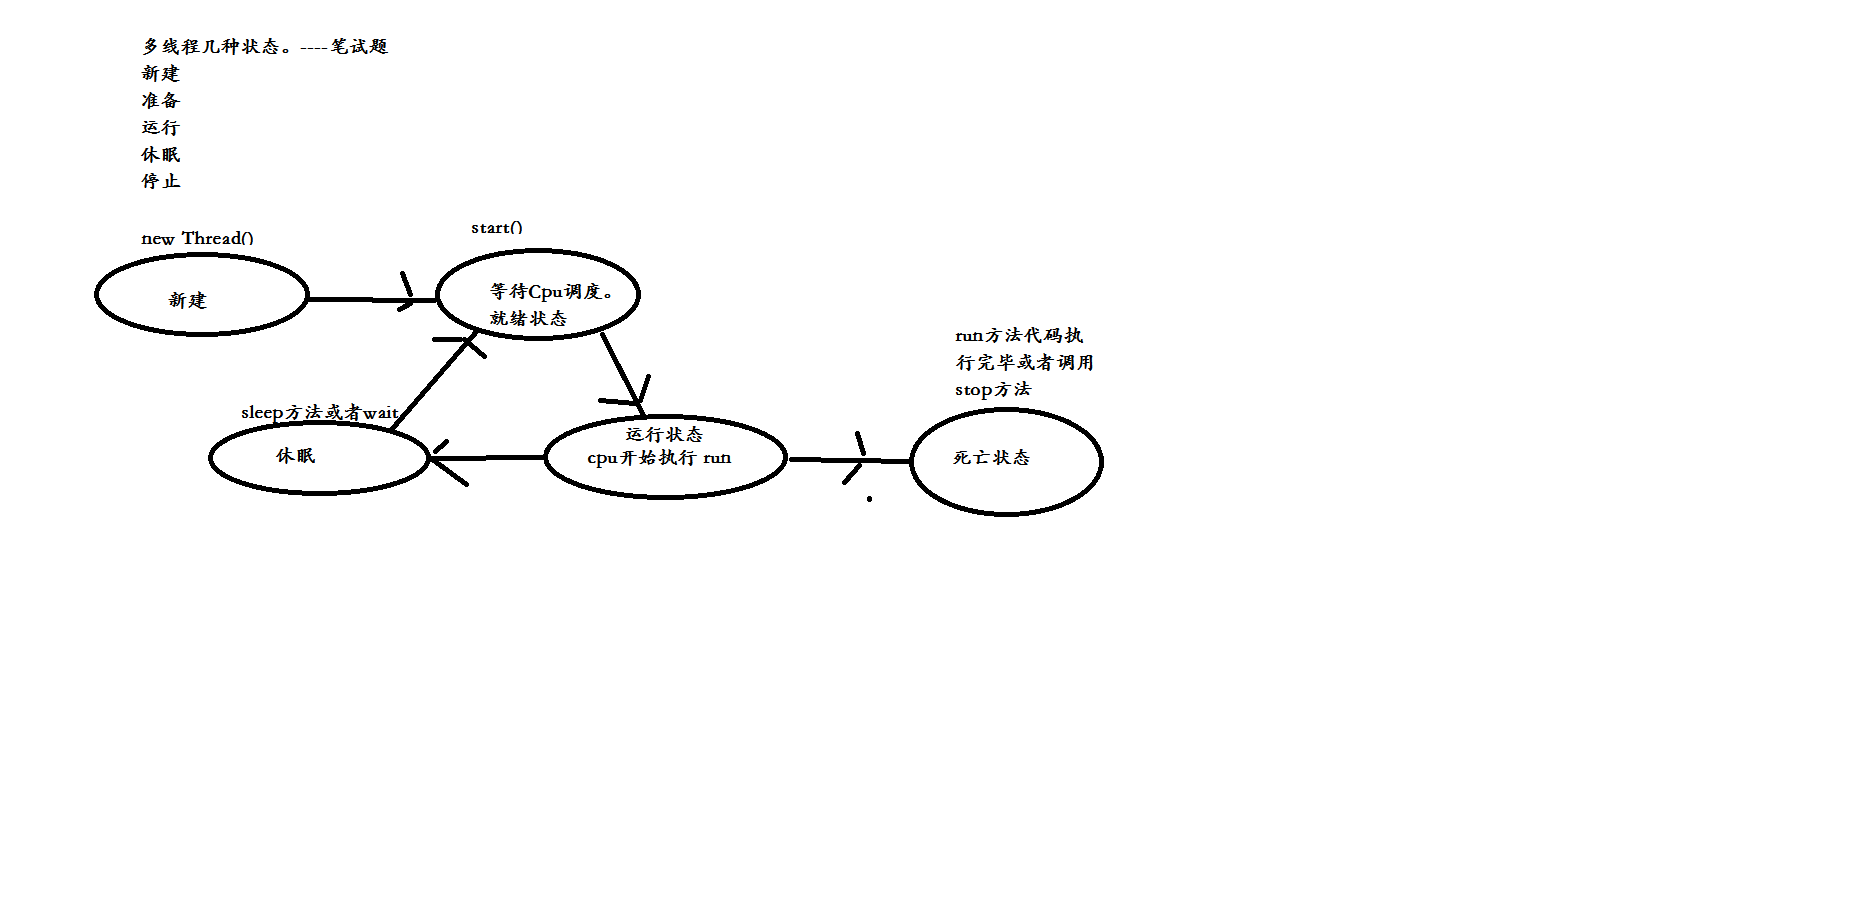 多线程几种状态。----笔试题
新建
准备
运行
休眠
停止
new Thread()
start()
新建
等待Cpu调度。
就绪状态
run方法代码执
行完毕或者调用
stop方法
sleep方法或者wait
休眠
运行状态
cpu开始执行 run
死亡状态